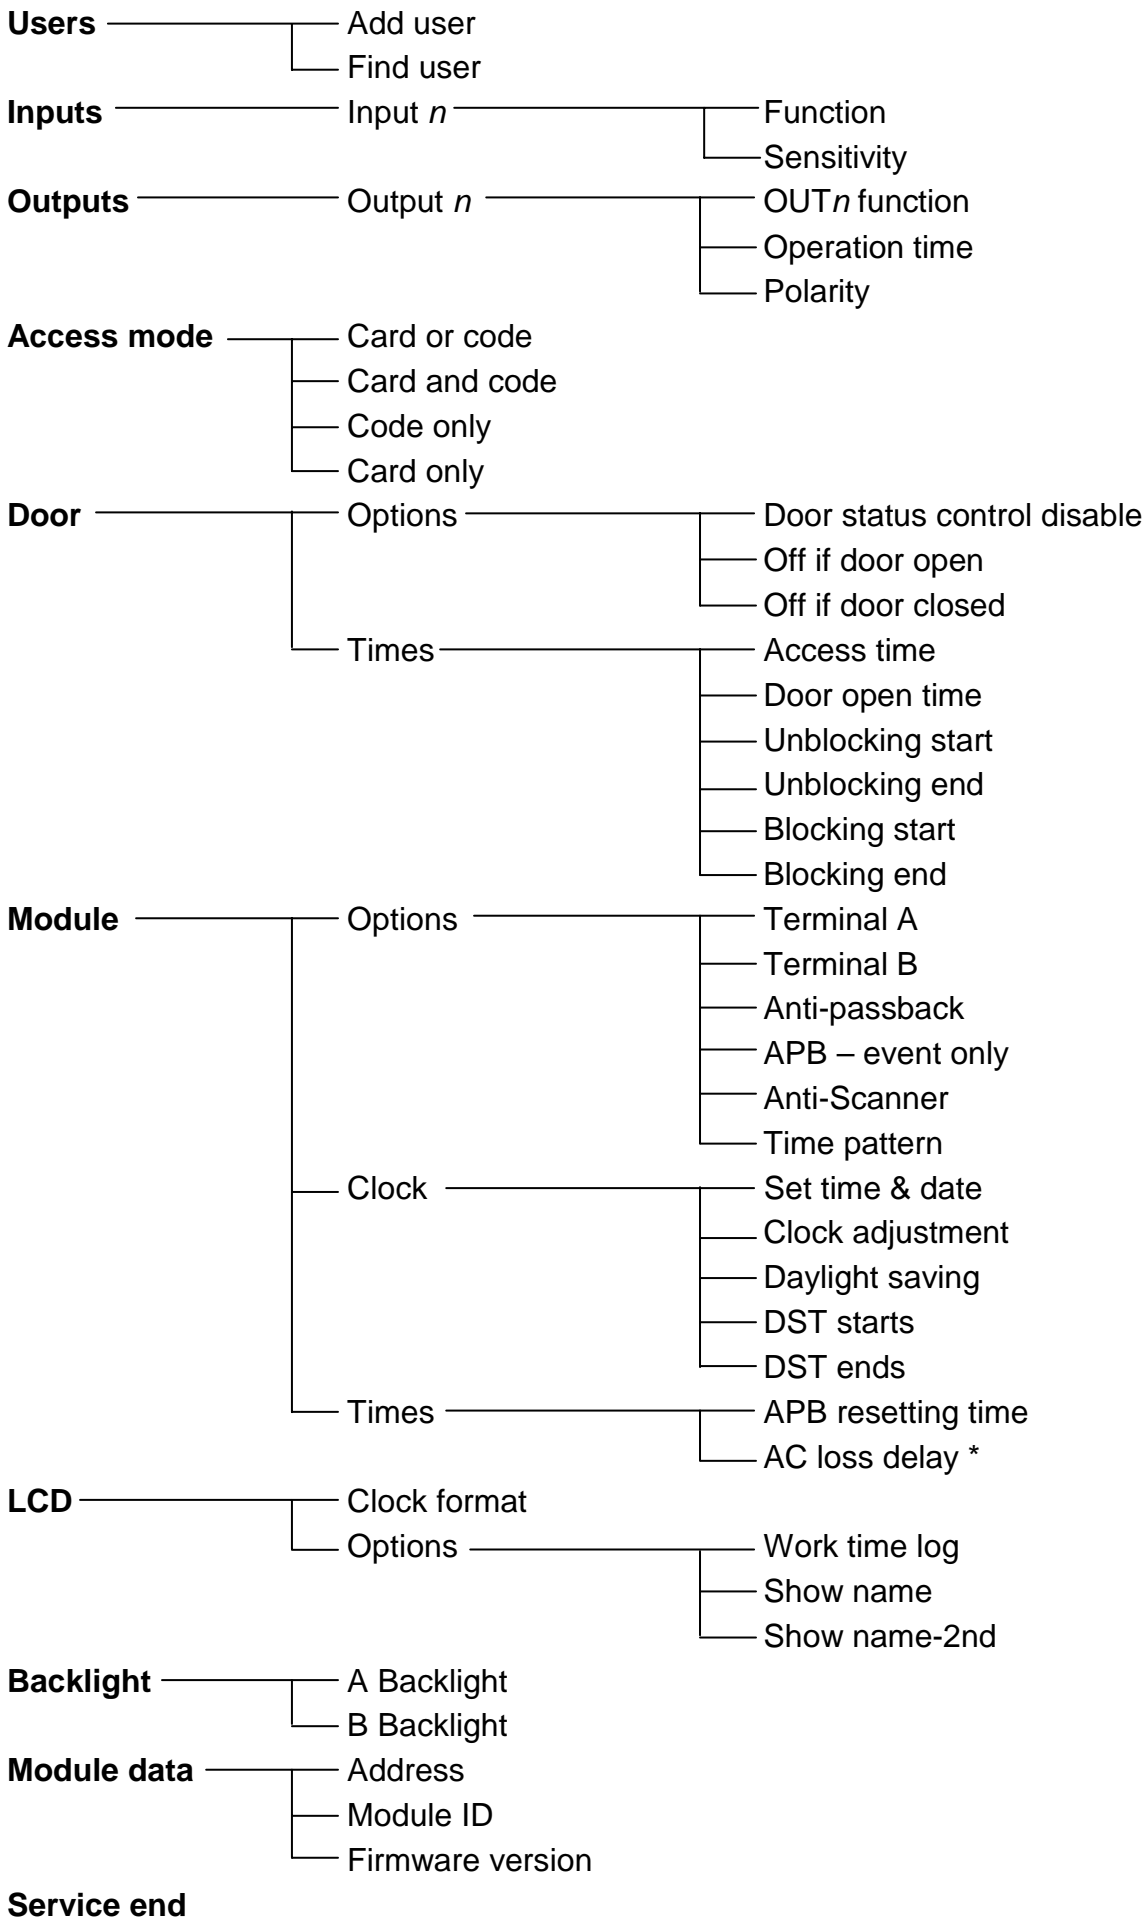 Users Add user
Find user
Inputs Input n Function
Sensitivity
Outputs Output n OUTn function
Operation time
Polarity
Access mode Card or code
Card and code
Code only
Card only
Door Options Door status control disable
Off if door open
Off if door closed
Times Access time
Door open time
Unblocking start
Unblocking end
Blocking start
Blocking end
Module Options Terminal A
Terminal B
Anti-passback
APB – event only
Anti-Scanner
Time pattern
Clock Set time & date
Clock adjustment
Daylight saving
DST starts
DST ends
Times APB resetting time
AC loss delay *
LCD Clock format
Options Work time log
Show name
Show name-2nd
Backlight A Backlight
B Backlight
Module data Address
Module ID
Firmware version
Service end